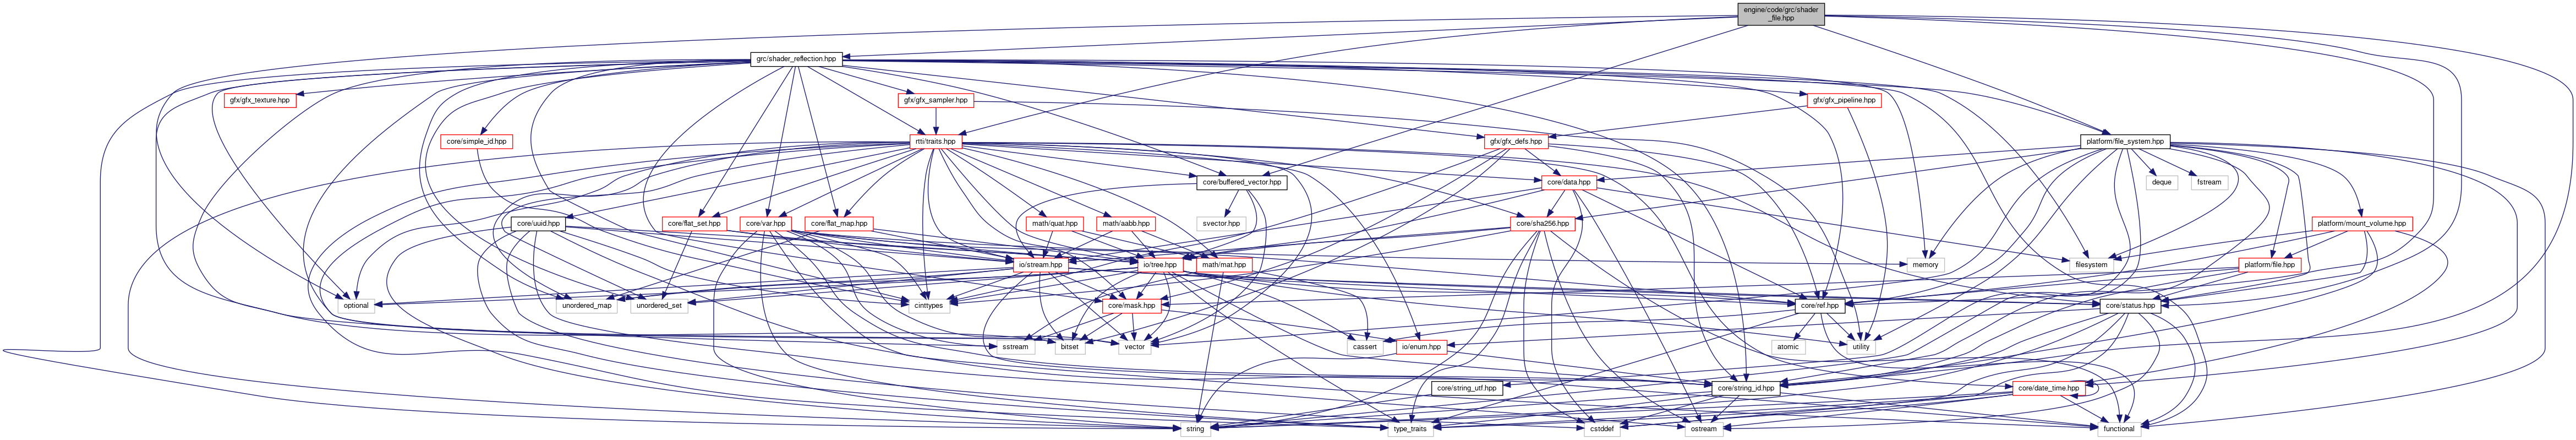 engine/code/grc/shader
_file.hpp
grc/shader_reflection.hpp
gfx/gfx_texture.hpp
gfx/gfx_sampler.hpp
gfx/gfx_pipeline.hpp
core/simple_id.hpp
rtti/traits.hpp
gfx/gfx_defs.hpp
platform/file_system.hpp
core/buffered_vector.hpp
core/data.hpp
deque
fstream
core/uuid.hpp
core/flat_set.hpp
core/var.hpp
core/flat_map.hpp
math/quat.hpp
math/aabb.hpp
svector.hpp
core/sha256.hpp
platform/mount_volume.hpp
io/stream.hpp
io/tree.hpp
math/mat.hpp
memory
filesystem
platform/file.hpp
optional
unordered_map
unordered_set
cinttypes
core/mask.hpp
core/ref.hpp
core/status.hpp
sstream
bitset
vector
cassert
io/enum.hpp
atomic
utility
core/string_utf.hpp
core/string_id.hpp
core/date_time.hpp
string
type_traits
cstddef
ostream
functional